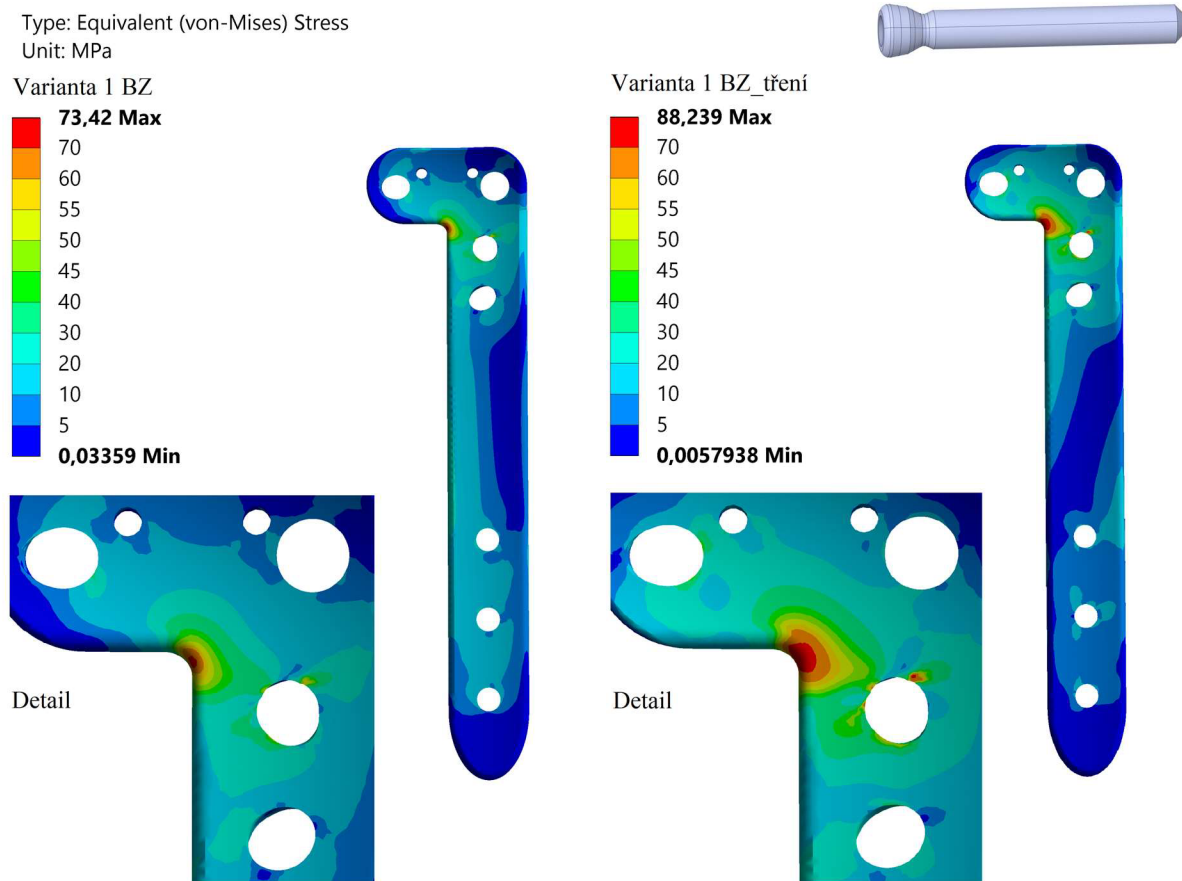 Type: Equivalent (von-Mises) Stress
Unit: MPa
Varianta 1 BZ
73,42 Max
70
60
55
50
45
40
30
20
10
5
0,03359 Min
Detail
Varianta 1 BZ_tření
88,239 Max
70
60
55
50
45
40
30
20
10
5
0,0057938 Min
Detail